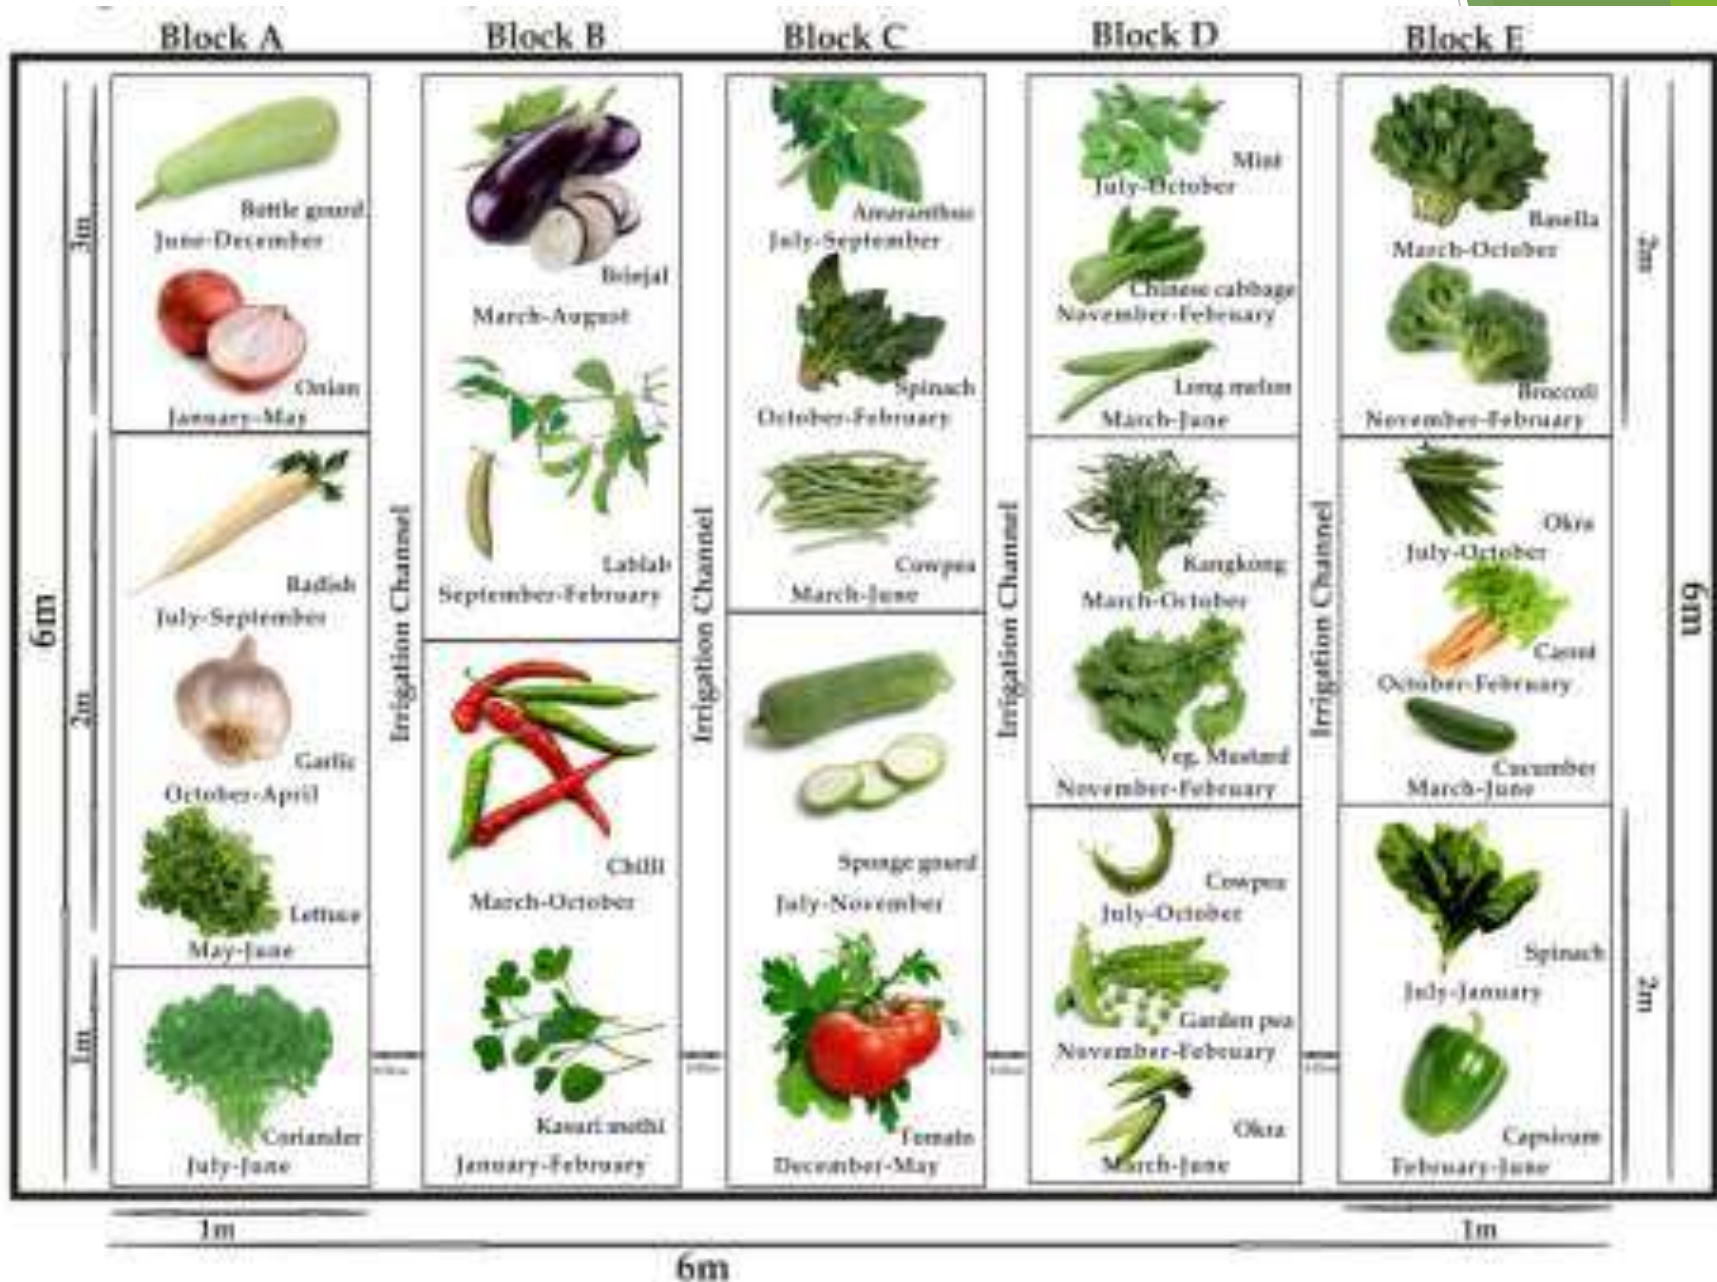 Block A
Block B
Block C
Block D
Block E
6m
3m
2m
1m
Bottle gourd
June-December
Onion
January-May
Radish
July-September
Garlic
October-April
Lettuce
May-June
Coriander
July-June
Irrigation Channel
Brinjal
March-August
Lablab
September-February
Chilli
March-October
Kasuri methi
January-February
Irrigation Channel
Amaranthus
July-September
Spinach
October-February
Cowpea
March-June
Sponge gourd
July-November
Tomato
December-May
Irrigation Channel
Mint
July-October
Chinese cabbage
November-February
Long melon
March-June
Kangkong
March-October
Veg. Mustard
November-February
Cowpea
July-October
Garden pea
November-February
Okra
March-June
Irrigation Channel
Basella
March-October
Broccoli
November-February
Okra
July-October
Carrot
October-February
Cucumber
March-June
Spinach
July-January
Capsicum
February-June
2m
2m
6m
1m
1m
6m